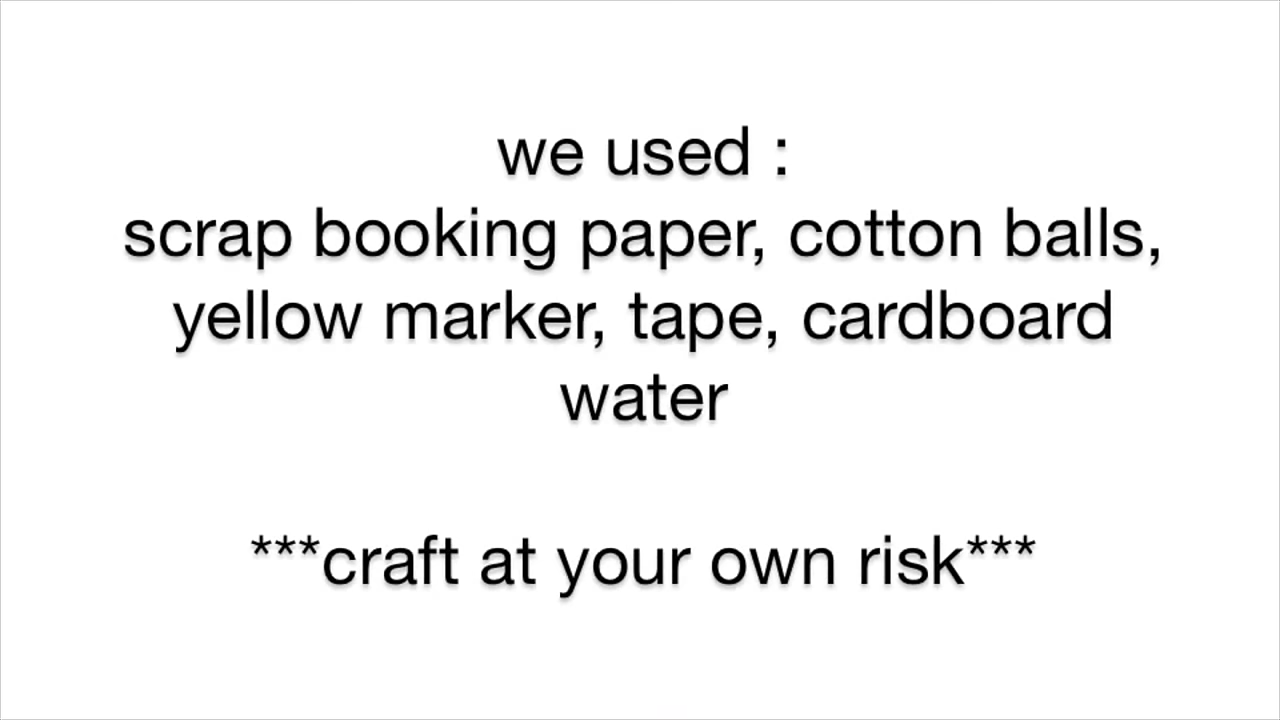 we used :
scrap booking paper, cotton balls,
yellow marker, tape, cardboard
water
***craft at your own risk***